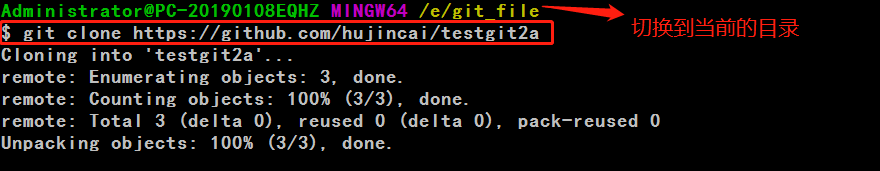 Administrator@PC-20190108EQHZ MINGW64 /e/git_file
切换到当前的目录
$ git clone https://github.com/hujincai/testgit2a
Cloning into 'testgit2a'...
remote: Enumerating objects: 3, done.
remote: Counting objects: 100% (3/3), done.
remote: Total 3 (delta 0), reused 0 (delta 0), pack-reused 0
Unpacking objects: 100% (3/3), done.